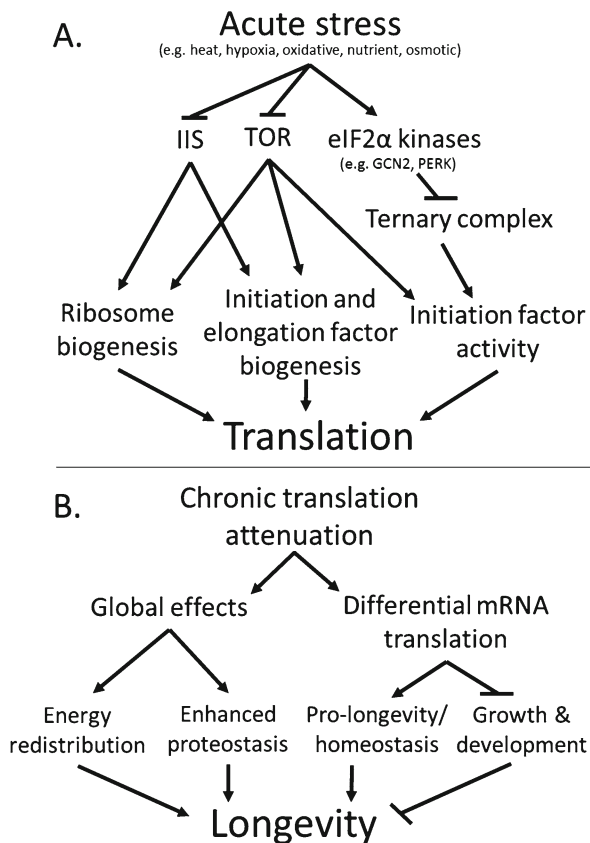 A.
Acute stress
(e.g. heat, hypoxia, oxidative, nutrient, osmotic)
IIS
TOR
eIF2α kinases
(e.g. GCN2, PERK)
Ternary complex
Ribosome
biogenesis
Initiation and
elongation factor
biogenesis
Initiation factor
activity
Translation
B.
Chronic translation
attenuation
Global effects
Differential mRNA
translation
Energy
redistribution
Enhanced
proteostasis
Pro-longevity/
homeostasis
Growth &
development
Longevity